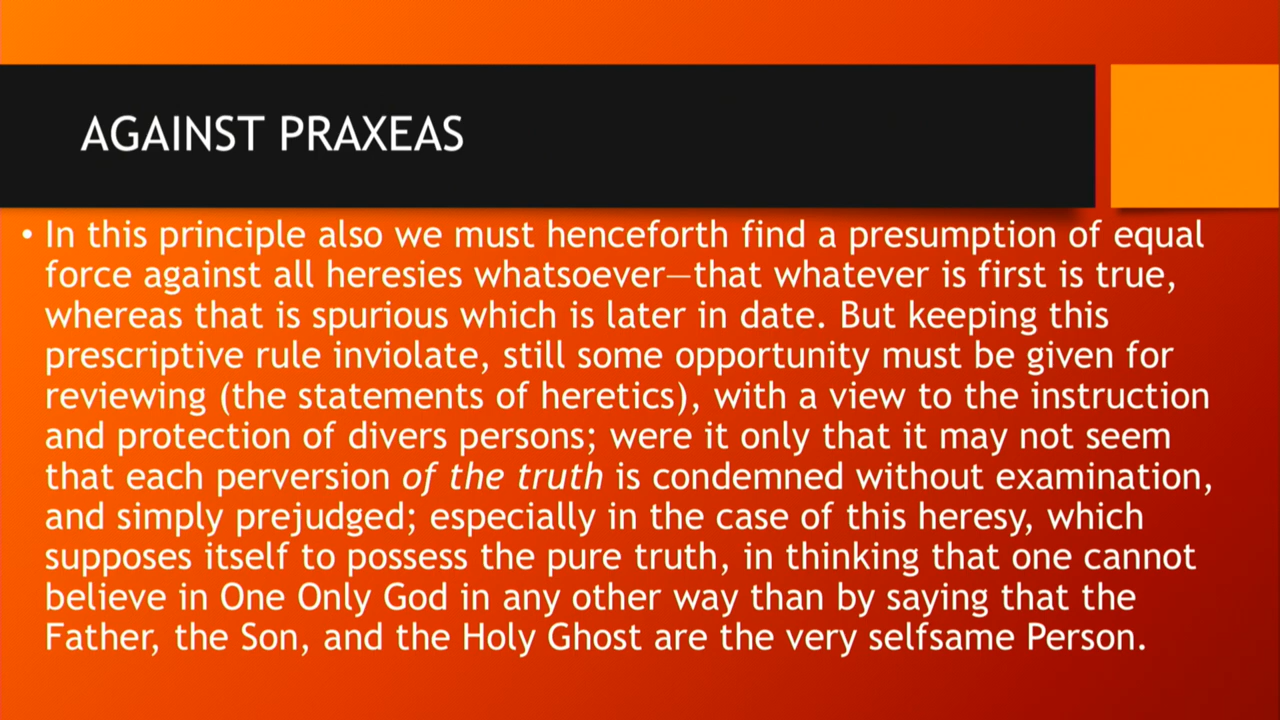 AGAINST PRAXEAS
• In this principle also we must henceforth find a presumption of equal
force against all heresies whatsoever—that whatever is first is true,
whereas that is spurious which is later in date. But keeping this
prescriptive rule inviolate, still some opportunity must be given for
reviewing (the statements of heretics), with a view to the instruction
and protection of divers persons; were it only that it may not seem
that each perversion of the truth is condemned without examination,
and simply prejudged; especially in the case of this heresy, which
supposes itself to possess the pure truth, in thinking that one cannot
believe in One Only God in any other way than by saying that the
Father, the Son, and the Holy Ghost are the very selfsame Person.